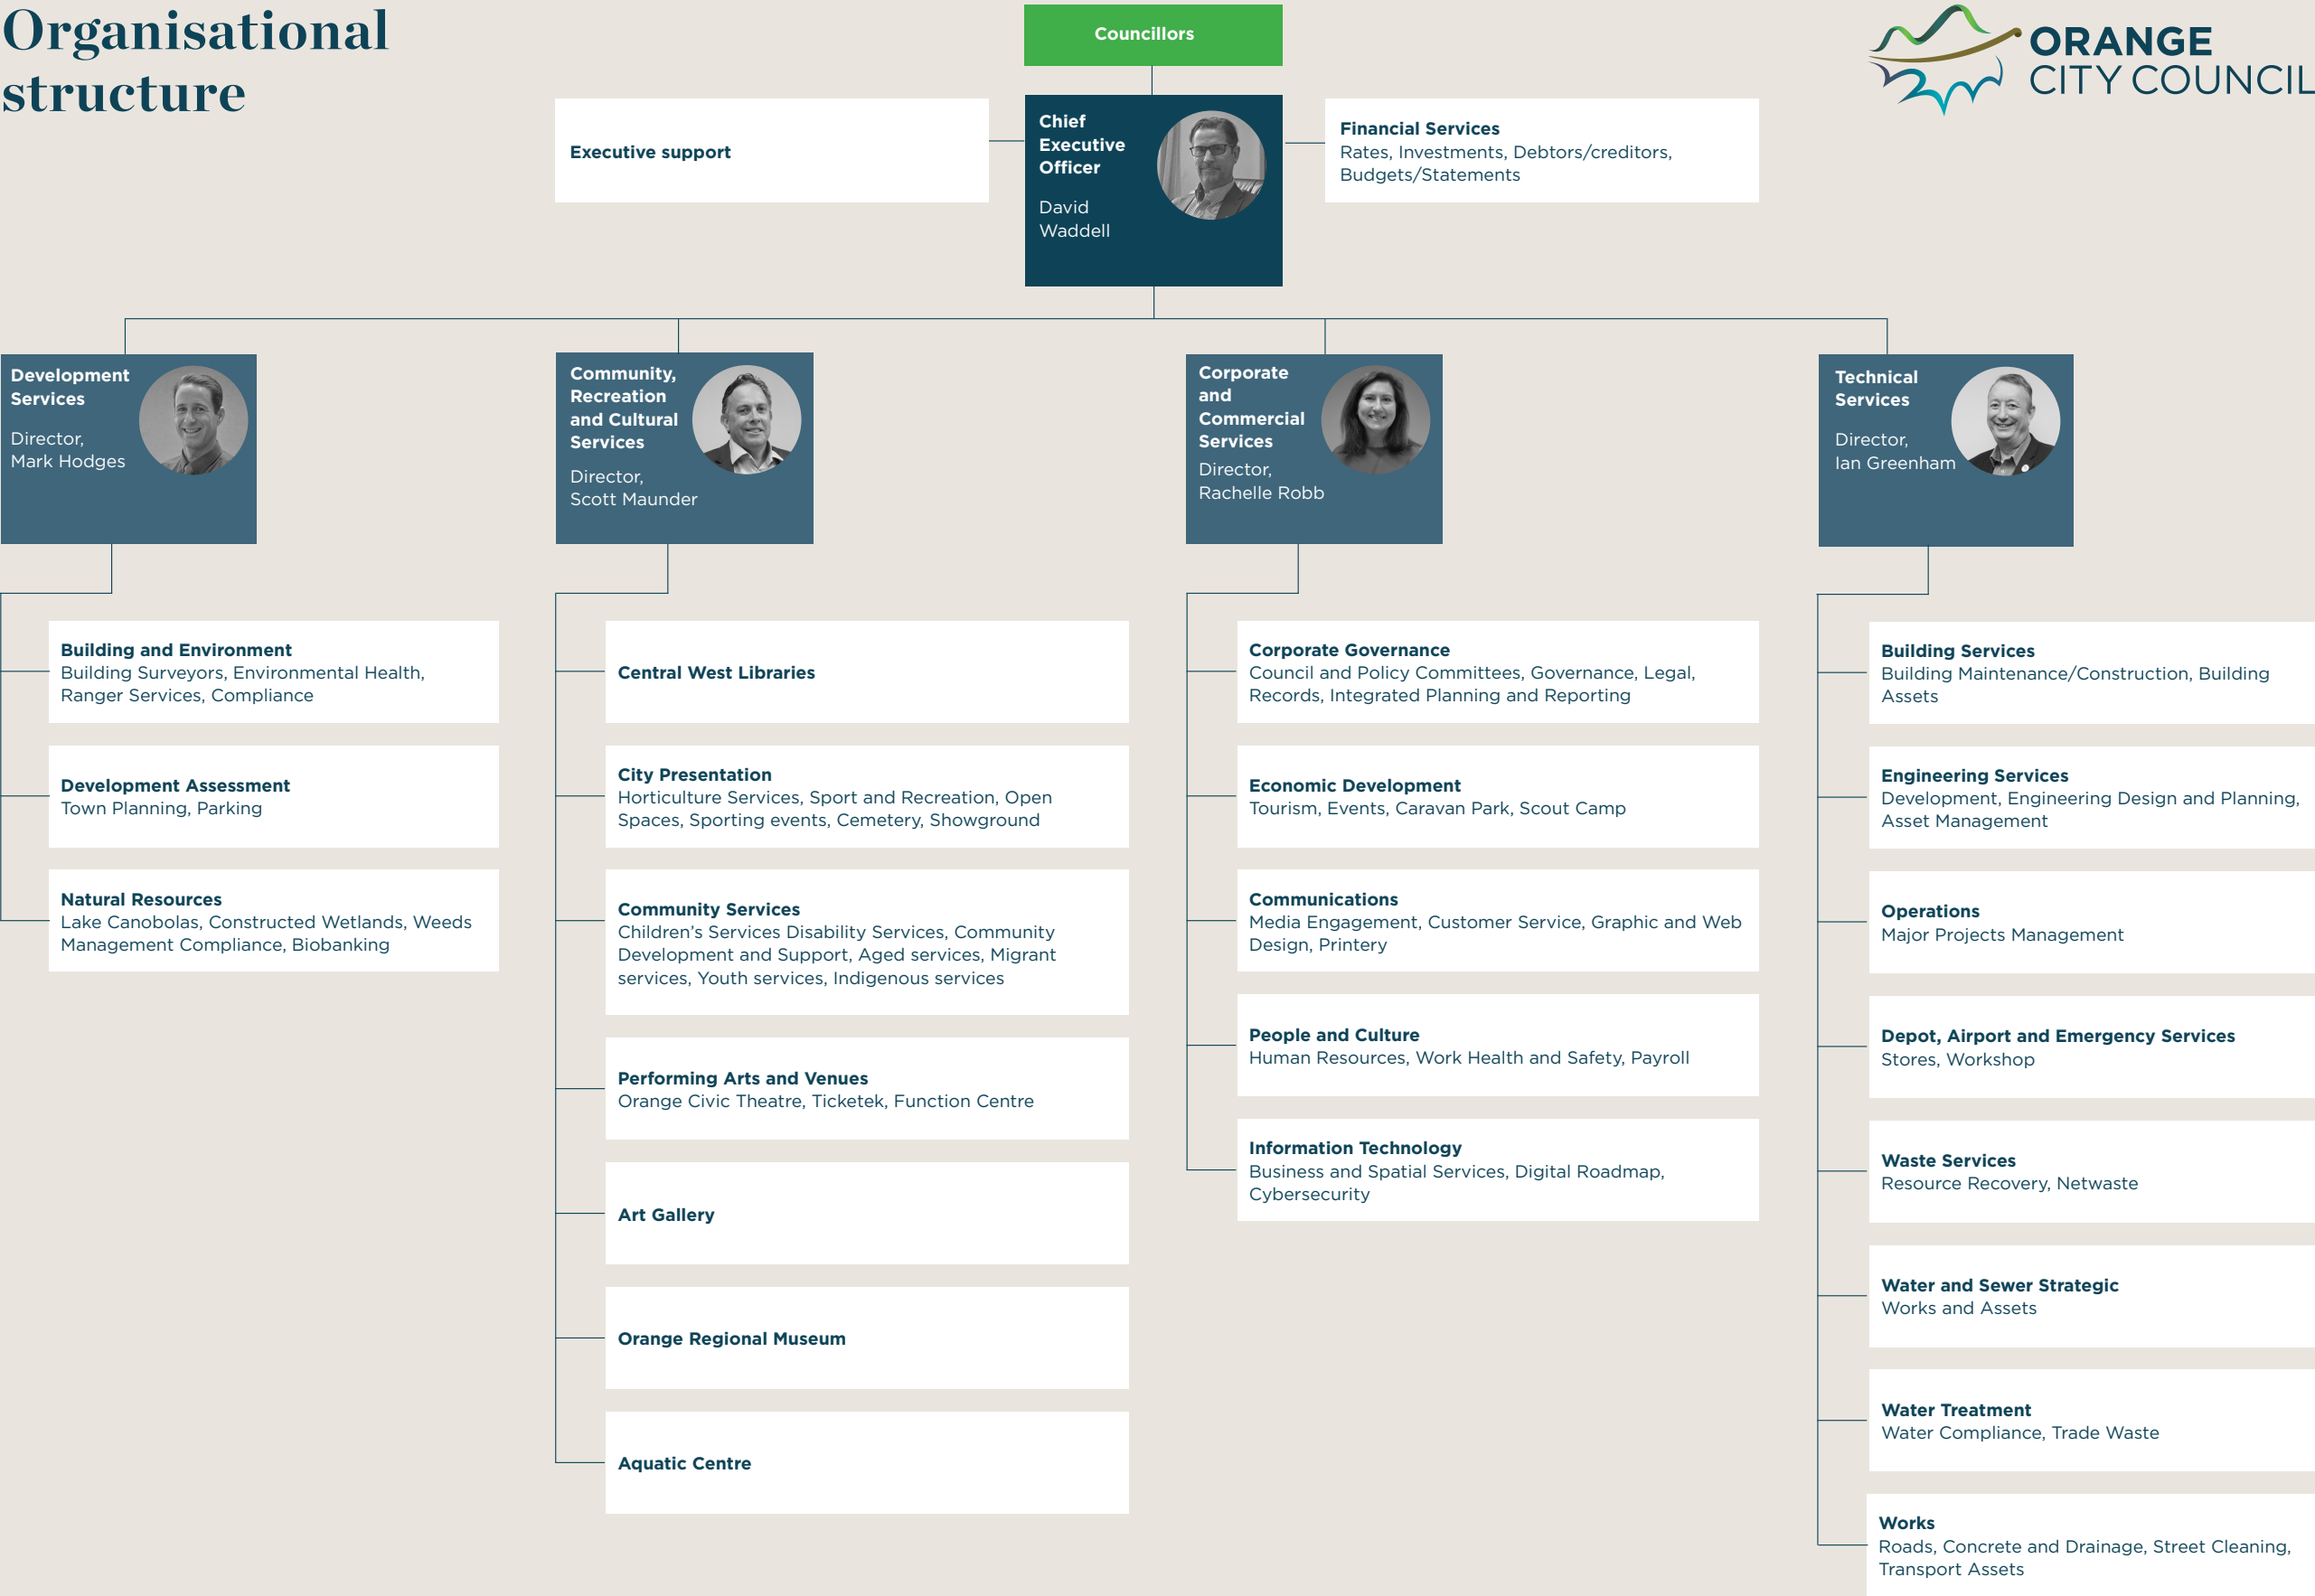 Organisational
structure
Councillors
ORANGE
CITY COUNCIL
Executive support
Chief
Executive
Officer
David
Waddell
Financial Services
Rates, Investments, Debtors/creditors,
Budgets/Statements
Development
Services
Director,
Mark Hodges
Community,
Recreation
and Cultural
Services
Director,
Scott Maunder
Corporate
and
Commercial
Services
Director,
Rachelle Robb
Technical
Services
Director,
Ian Greenham
Building and Environment
Building Surveyors, Environmental Health,
Ranger Services, Compliance
Development Assessment
Town Planning, Parking
Natural Resources
Lake Canobolas, Constructed Wetlands, Weeds
Management Compliance, Biobanking
Central West Libraries
City Presentation
Horticulture Services, Sport and Recreation, Open
Spaces, Sporting events, Cemetery, Showground
Community Services
Children’s Services Disability Services, Community
Development and Support, Aged services, Migrant
services, Youth services, Indigenous services
Performing Arts and Venues
Orange Civic Theatre, Ticketek, Function Centre
Art Gallery
Orange Regional Museum
Aquatic Centre
Corporate Governance
Council and Policy Committees, Governance, Legal,
Records, Integrated Planning and Reporting
Economic Development
Tourism, Events, Caravan Park, Scout Camp
Communications
Media Engagement, Customer Service, Graphic and Web
Design, Printery
People and Culture
Human Resources, Work Health and Safety, Payroll
Information Technology
Business and Spatial Services, Digital Roadmap,
Cybersecurity
Building Services
Building Maintenance/Construction, Building
Assets
Engineering Services
Development, Engineering Design and Planning,
Asset Management
Operations
Major Projects Management
Depot, Airport and Emergency Services
Stores, Workshop
Waste Services
Resource Recovery, Netwaste
Water and Sewer Strategic
Works and Assets
Water Treatment
Water Compliance, Trade Waste
Works
Roads, Concrete and Drainage, Street Cleaning,
Transport Assets